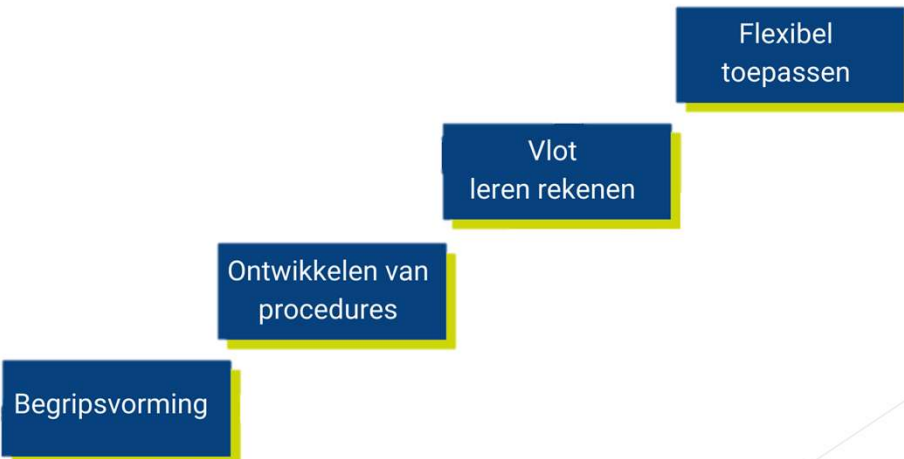 Flexibel
toepassen
Vlot
leren rekenen
Ontwikkelen van
procedures
Begripsvorming